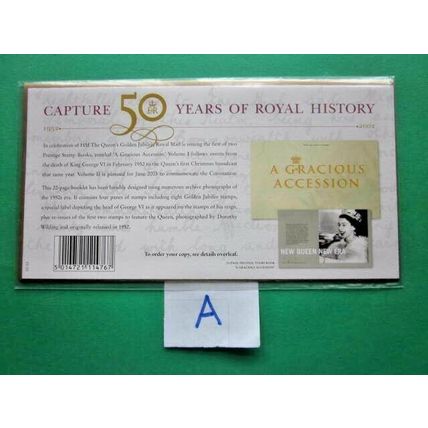 CAPTURE 50 YEARS OF ROYAL HISTORY
1952 2002
In celebration of HM The Queen's Golden Jubilee, Royal Mail is issuing the first of two
Prestige Stamp Books, entitled 'A Gracious Accession'. Volume I follows events from
the death of King George VI in February 1952 to the Queen's first Christmas broadcast
that same year. Volume II is planned for June 2003 to commemorate the Coronation.
This 20-page booklet has been lavishly designed using numerous archive photographs of
the 1950s era. It contains four panes of stamps including eight Golden Jubilee stamps,
a special label depicting the head of George VI as it appeared on the stamps of his reign,
plus re-issues of the first two stamps to feature the Queen, photographed by Dorothy
Wilding and originally released in 1952.
To order your copy, see details overleaf.
5 014721 114767
A GRACIOUS
ACCESSION
NEW QUEEN NEW ERA
A